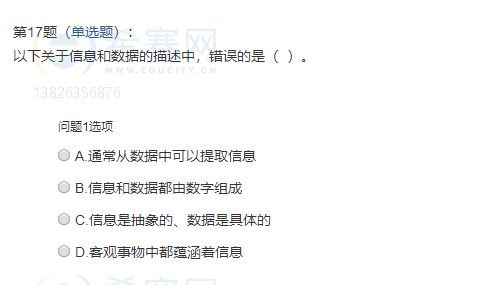 第17题（单选题）：
希赛网
以下关于信息和数据的描述中，错误的是（ ）。
WWW.EDUCITY.CN
13826356876
问题1选项
A.通常从数据中可以提取信息
B.信息和数据都由数字组成
C.信息是抽象的、数据是具体的
D.客观事物中都蕴涵着信息